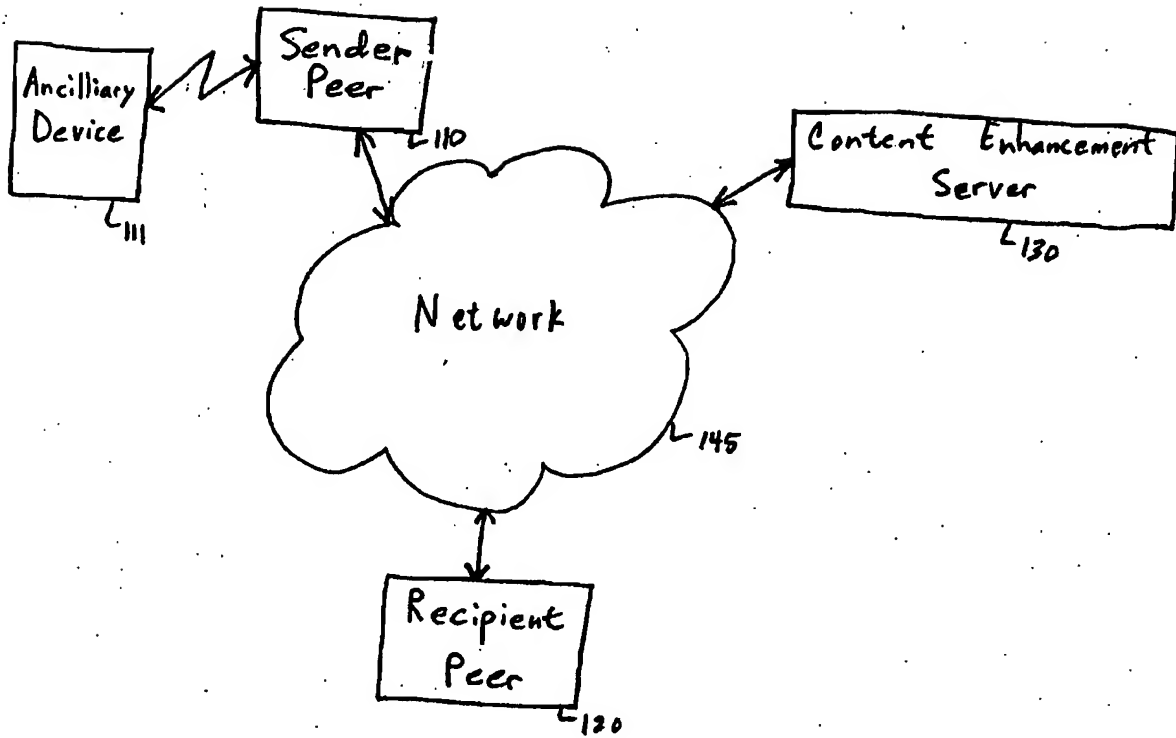 Ancilliary
Device
111
Sender
Peer
110
Content Enhancement
Server
130
Network
145
Recipient
Peer
120